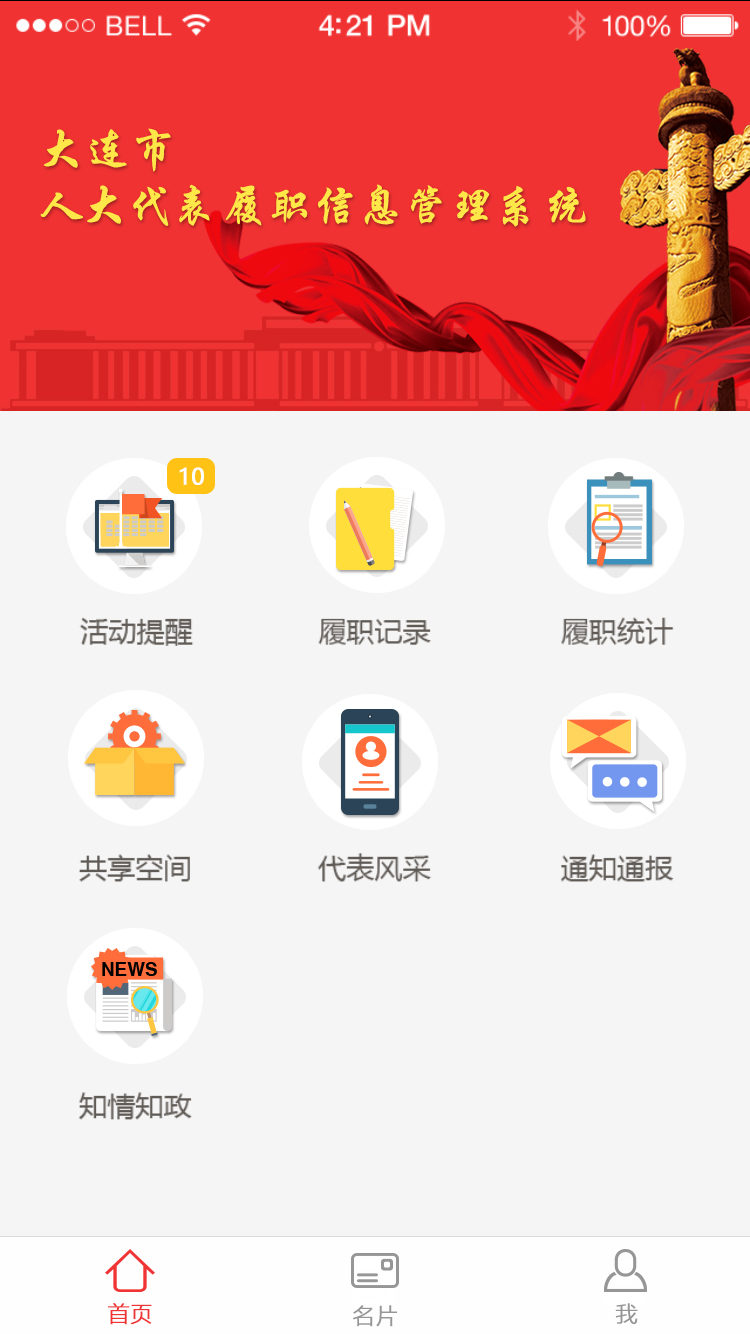 BELL 4:21 PM 100%
大连市
人大代表履职信息管理系统
10
活动提醒 履职记录 履职统计
共享空间 代表风采 通知通报
NEWS
知情知政
首页 名片 我